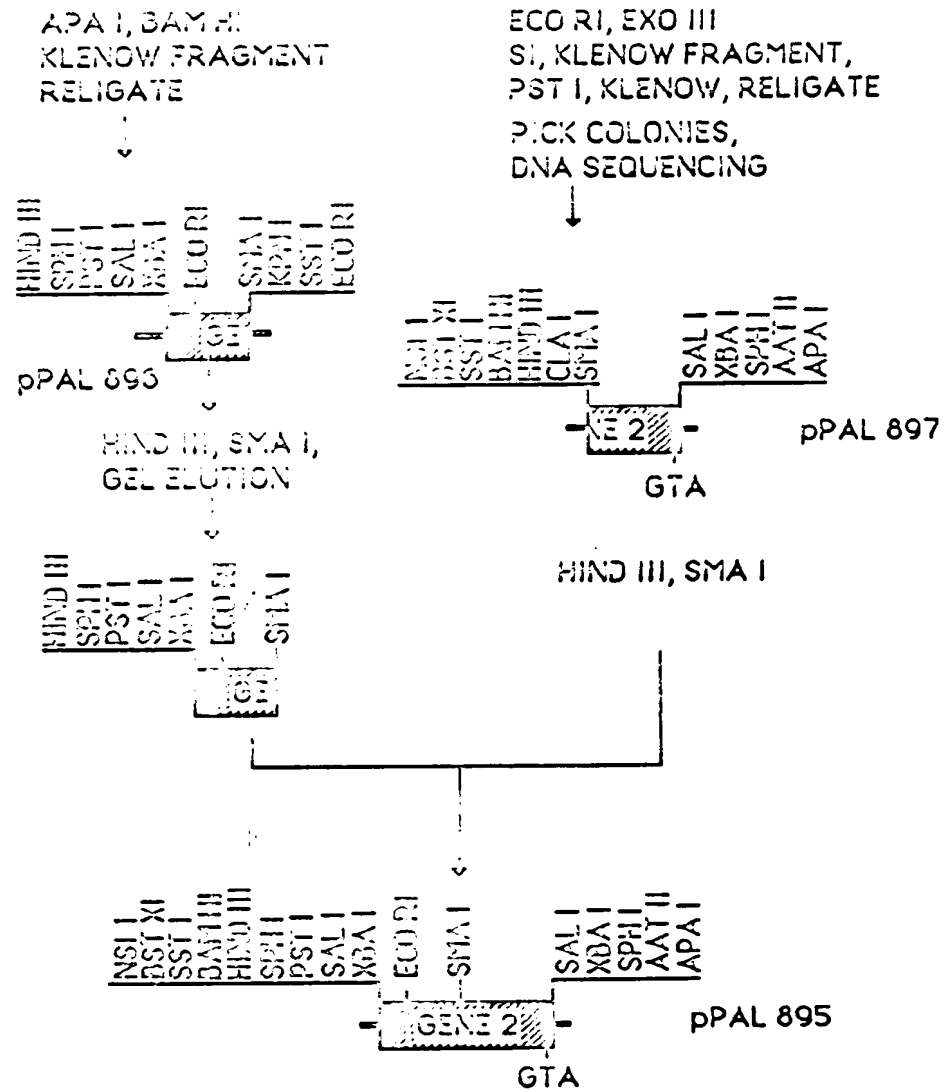 APA I, BAM HI
KLENOW FRAGMENT
RELIGATE
ECO RI, EXO III
SI, KLENOW FRAGMENT,
PST I, KLENOW, RELIGATE
PICK COLONIES,
DNA SEQUENCING
HIND III
SPH I
PST I
SAL I
XBA I
ECO RI
SMA I
KPN I
SST I
ECO RI
GE
pPAL 896
NSI I
BST XI
SST I
BAM HI
HIND III
CLA I
SMA I
SAL I
XBA I
SPH I
AAT II
APA I
NE 2
pPAL 897
GTA
HIND III, SMA I,
GEL ELUTION
HIND III, SMA I
HIND III
SPH I
PST I
SAL I
XBA I
ECO RI
SMA I
GE
NSI I
BST XI
SST I
BAM HI
HIND III
SPH I
PST I
SAL I
XBA I
ECO RI
SMA I
SAL I
XBA I
SPH I
AAT II
APA I
GENE 2
pPAL 895
GTA